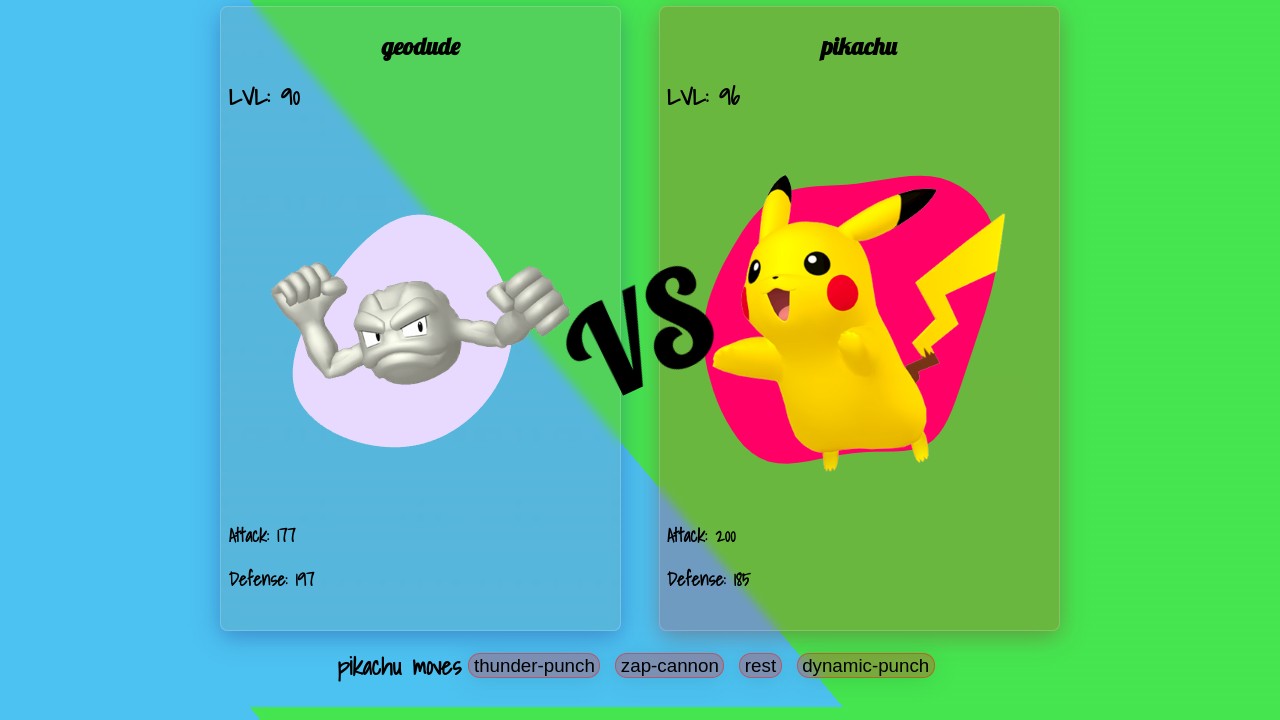 geodude
LVL: 90
Attack: 177
Defense: 197
VS
pikachu
LVL: 96
Attack: 200
Defense: 185
pikachu moves thunder-punch zap-cannon rest dynamic-punch